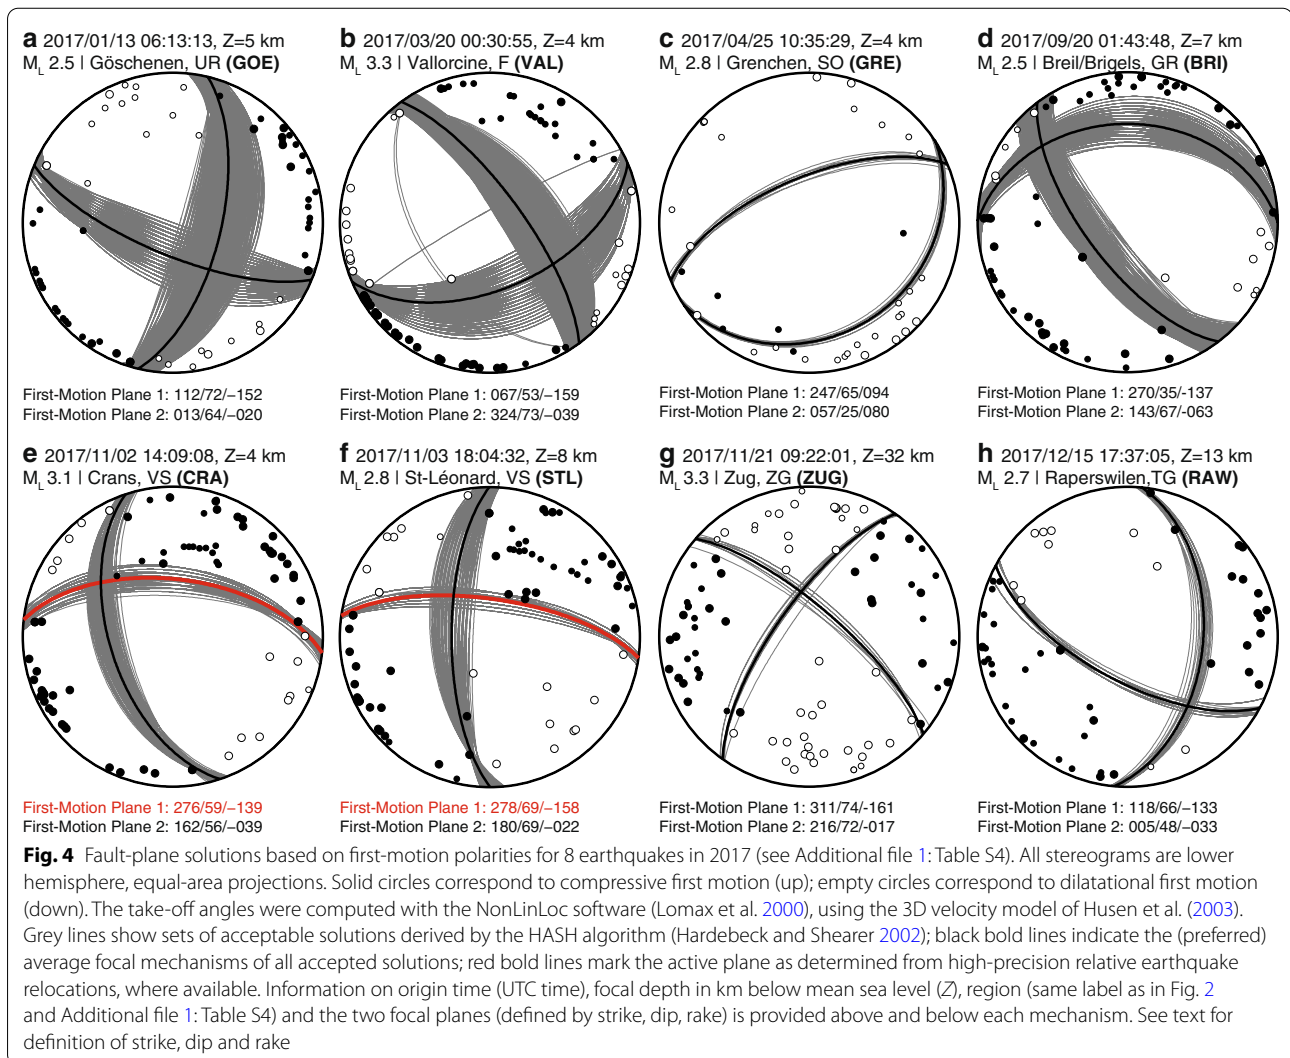 a 2017/01/13 06:13:13, Z=5 km
M_L 2.5 | Göschenen, UR (GOE)
First-Motion Plane 1: 112/72/−152
First-Motion Plane 2: 013/64/−020
b 2017/03/20 00:30:55, Z=4 km
M_L 3.3 | Vallorcine, F (VAL)
First-Motion Plane 1: 067/53/−159
First-Motion Plane 2: 324/73/−039
c 2017/04/25 10:35:29, Z=4 km
M_L 2.8 | Grenchen, SO (GRE)
First-Motion Plane 1: 247/65/094
First-Motion Plane 2: 057/25/080
d 2017/09/20 01:43:48, Z=7 km
M_L 2.5 | Breil/Brigels, GR (BRI)
First-Motion Plane 1: 270/35/-137
First-Motion Plane 2: 143/67/-063
e 2017/11/02 14:09:08, Z=4 km
M_L 3.1 | Crans, VS (CRA)
First-Motion Plane 1: 276/59/−139
First-Motion Plane 2: 162/56/−039
f 2017/11/03 18:04:32, Z=8 km
M_L 2.8 | St-Léonard, VS (STL)
First-Motion Plane 1: 278/69/−158
First-Motion Plane 2: 180/69/−022
g 2017/11/21 09:22:01, Z=32 km
M_L 3.3 | Zug, ZG (ZUG)
First-Motion Plane 1: 311/74/-161
First-Motion Plane 2: 216/72/-017
h 2017/12/15 17:37:05, Z=13 km
M_L 2.7 | Raperswilen,TG (RAW)
First-Motion Plane 1: 118/66/−133
First-Motion Plane 2: 005/48/−033
Fig. 4 Fault-plane solutions based on first-motion polarities for 8 earthquakes in 2017 (see Additional file 1: Table S4). All stereograms are lower
hemisphere, equal-area projections. Solid circles correspond to compressive first motion (up); empty circles correspond to dilatational first motion
(down). The take-off angles were computed with the NonLinLoc software (Lomax et al. 2000), using the 3D velocity model of Husen et al. (2003).
Grey lines show sets of acceptable solutions derived by the HASH algorithm (Hardebeck and Shearer 2002); black bold lines indicate the (preferred)
average focal mechanisms of all accepted solutions; red bold lines mark the active plane as determined from high-precision relative earthquake
relocations, where available. Information on origin time (UTC time), focal depth in km below mean sea level (Z), region (same label as in Fig. 2
and Additional file 1: Table S4) and the two focal planes (defined by strike, dip, rake) is provided above and below each mechanism. See text for
definition of strike, dip and rake